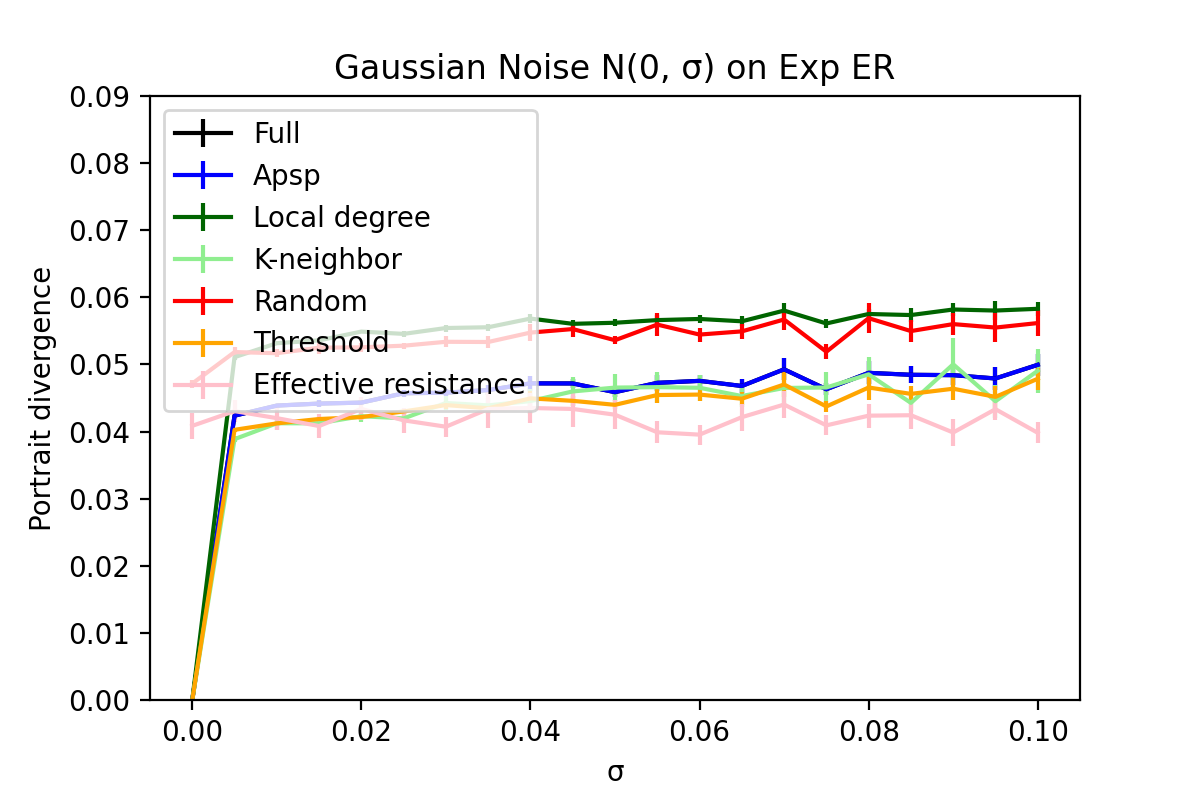 Gaussian Noise N(0, σ) on Exp ER
0.09
0.08
0.07
0.06
0.05
0.04
0.03
0.02
0.01
0.00
Portrait divergence
Full
Apsp
Local degree
K-neighbor
Random
Threshold
Effective resistance
0.00 0.02 0.04 0.06 0.08 0.10
σ